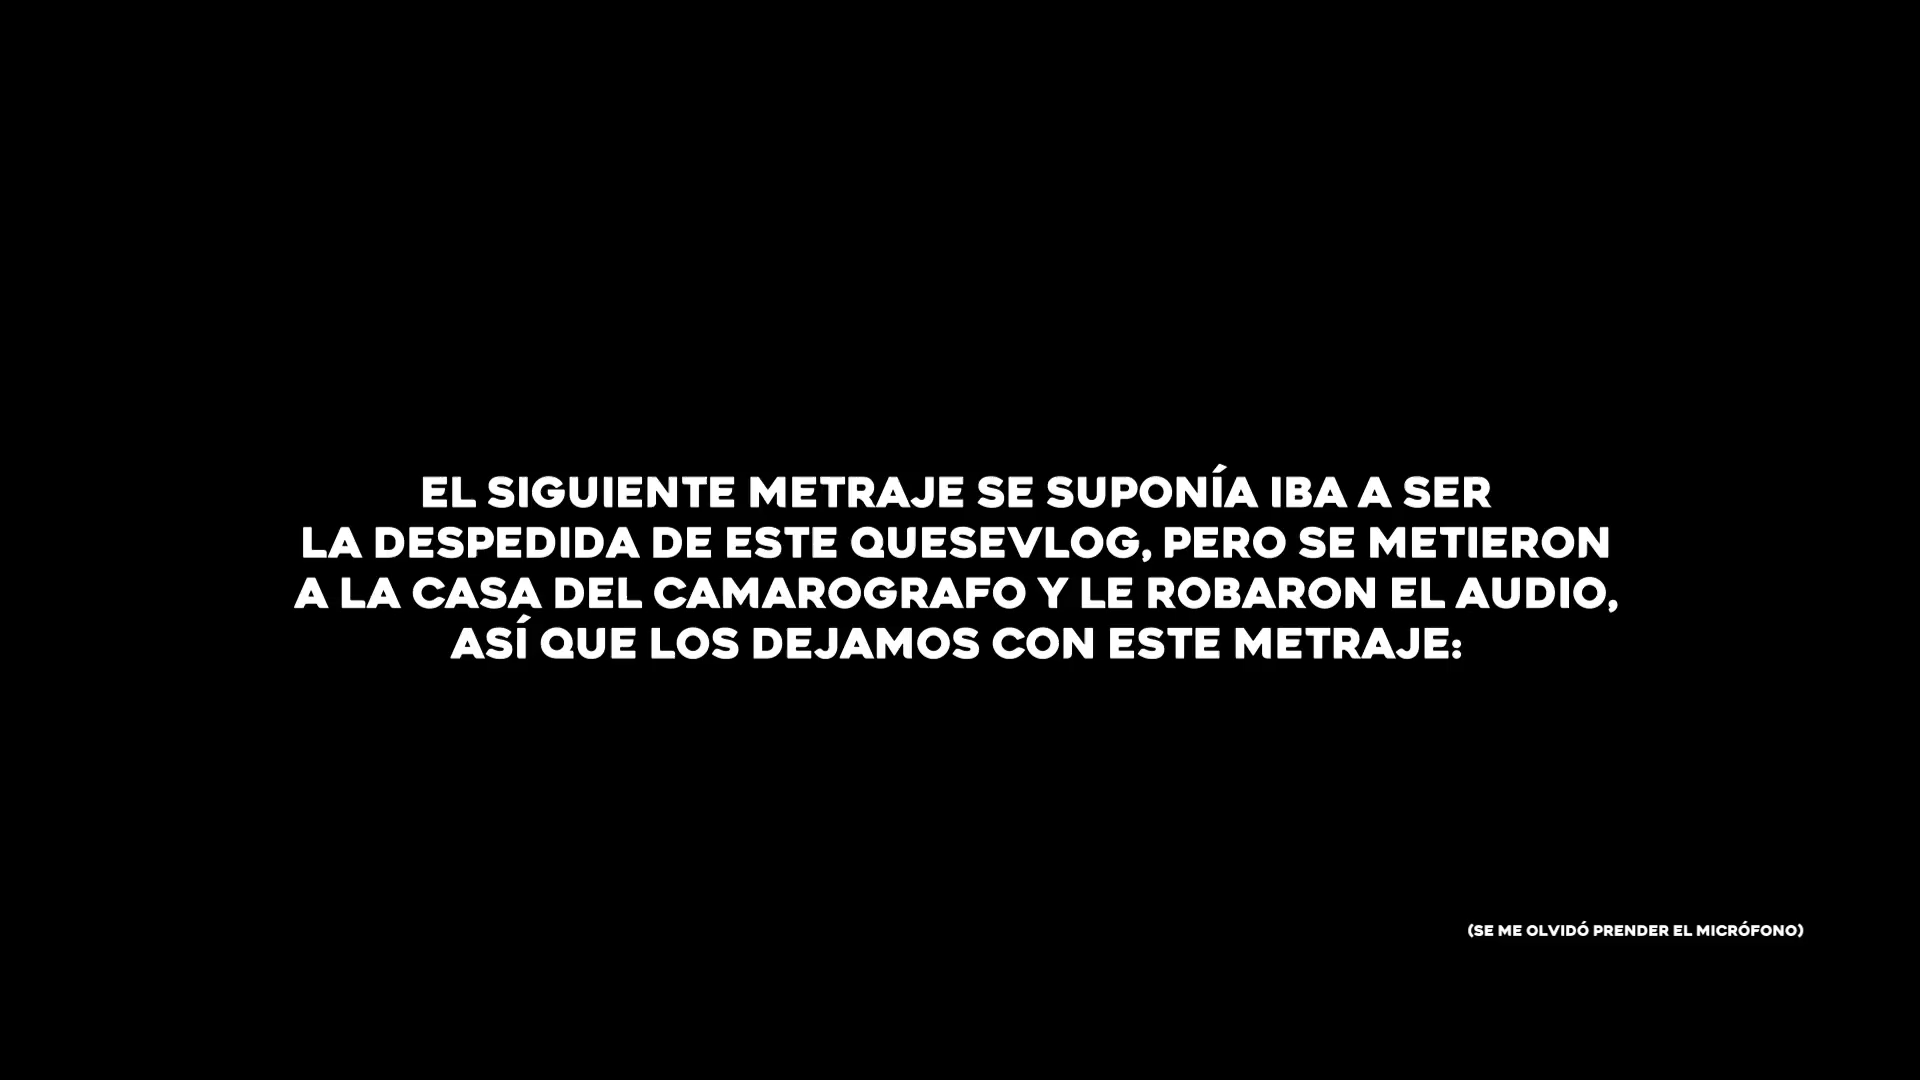 EL SIGUIENTE METRAJE SE SUPONÍA IBA A SER
LA DESPEDIDA DE ESTE QUESEVLOG, PERO SE METIERON
A LA CASA DEL CAMAROGRAFO Y LE ROBARON EL AUDIO,
ASÍ QUE LOS DEJAMOS CON ESTE METRAJE:
(SE ME OLVIDÓ PRENDER EL MICRÓFONO)